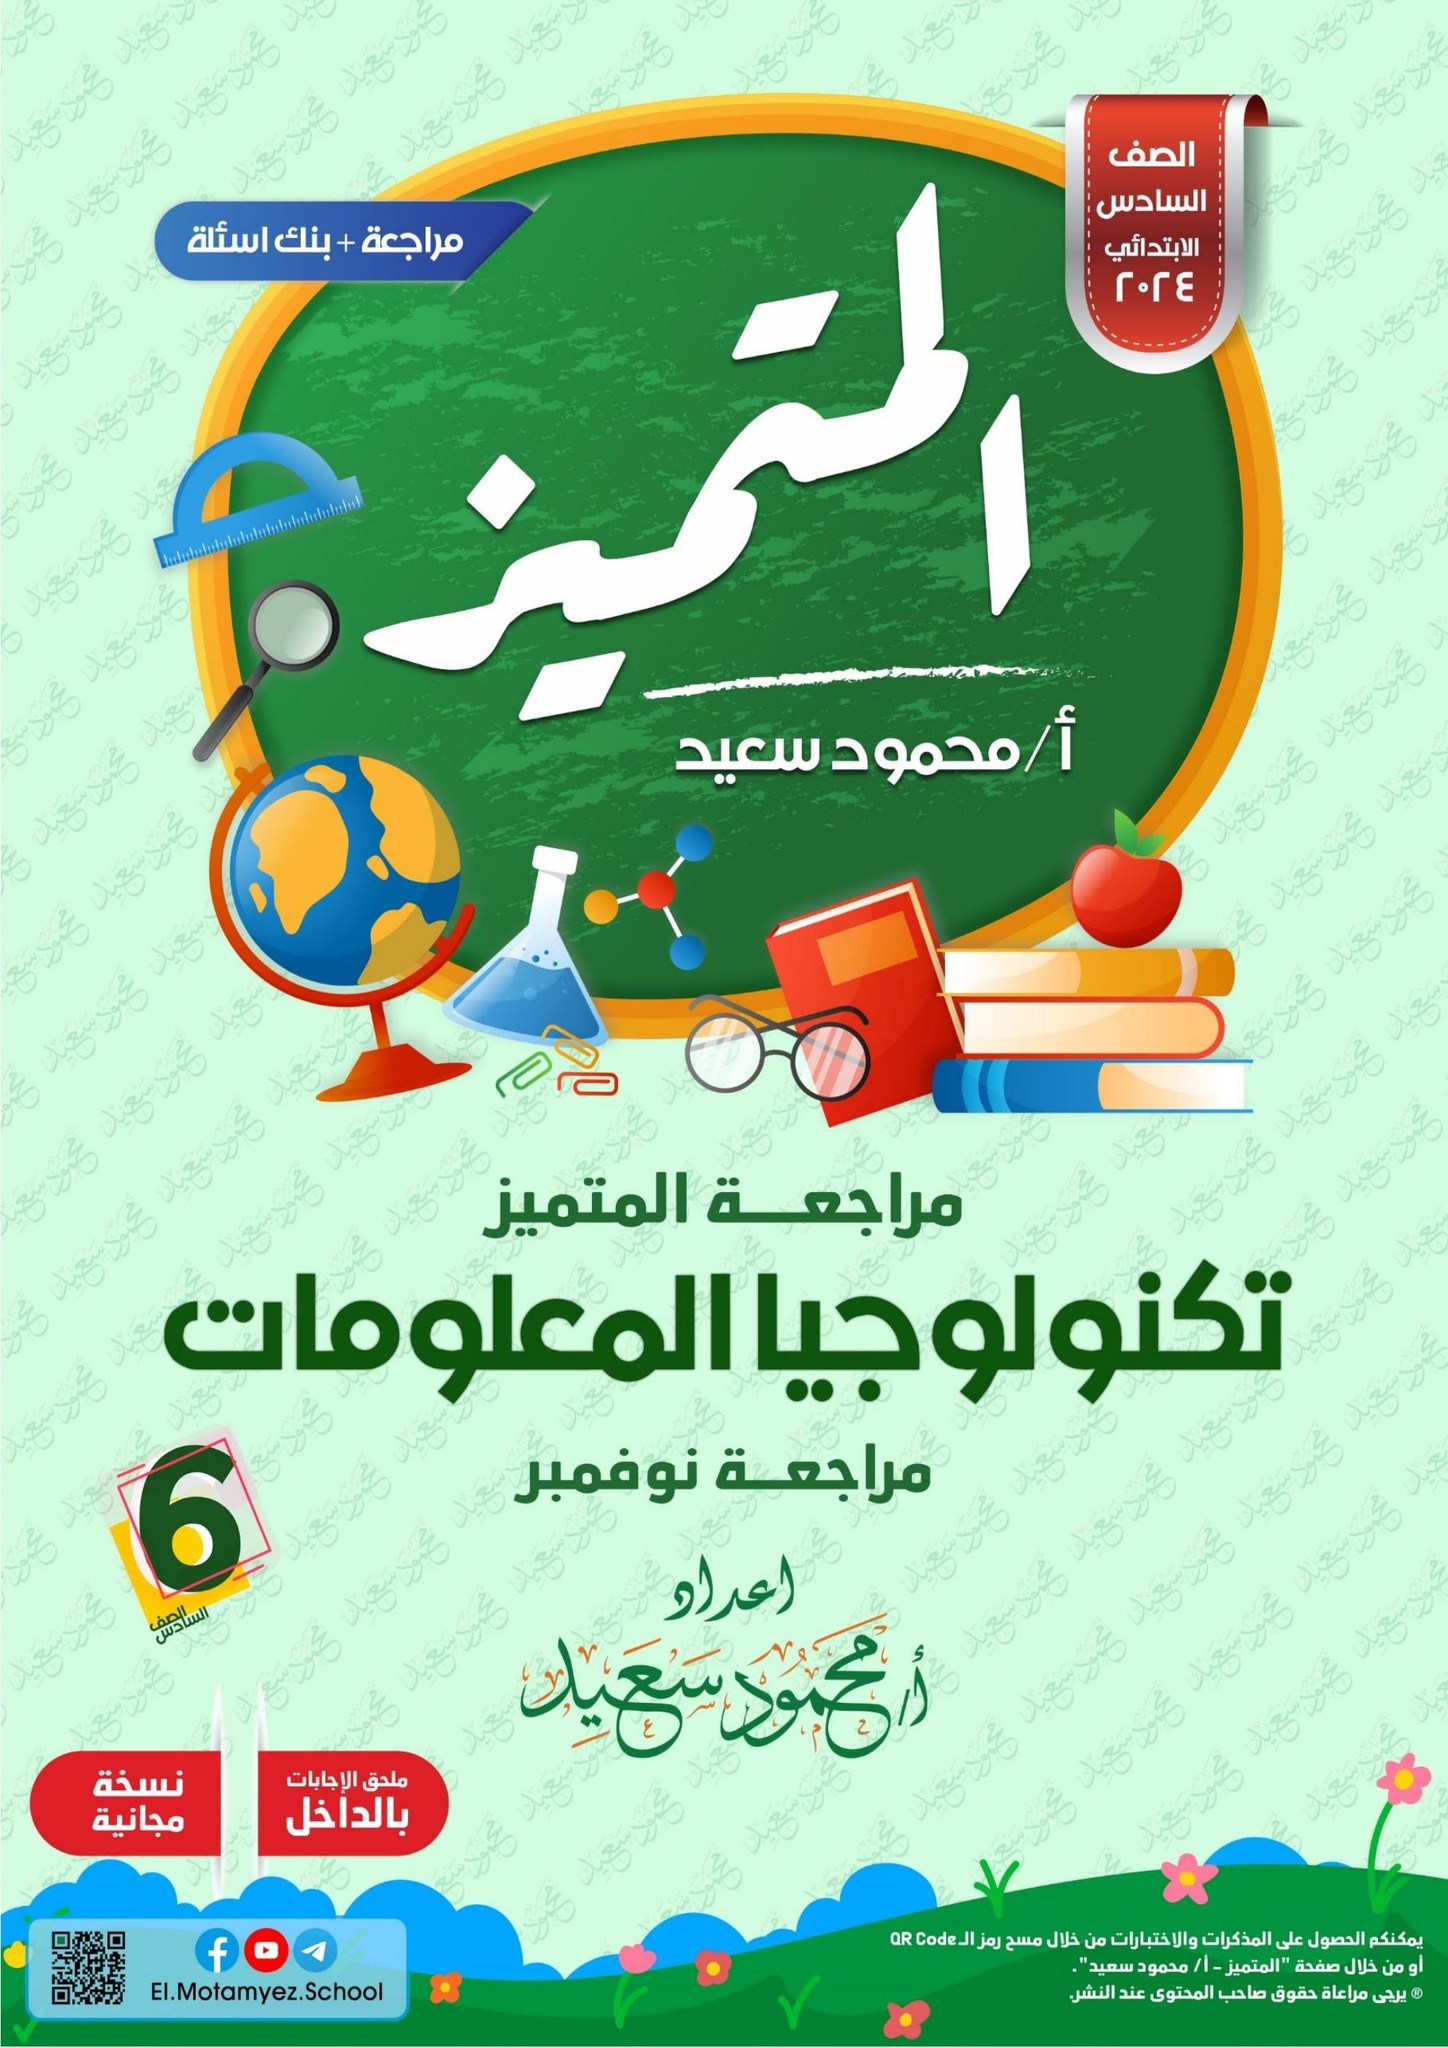 الصف
السادس
الابتدائي
٢٠٢٤
مراجعة + بنك اسئلة
المتميز
أ/محمود سعيد
مراجعـــة المتميز
تكنولوجيا المعلومات
مراجعـــة نوفمبر
6
الصف
السادس
اعداد
أ/ محمود سعيد
ملحق الإجابات
بالداخل
نسخة
مجانية
El.Motamyez.School
يمكنكم الحصول على المذكرات والاختبارات من خلال مسح رمز الـ QR Code
أو من خلال صفحة "المتميز - أ/ محمود سعيد".
® يرجى مراعاة حقوق صاحب المحتوى عند النشر.